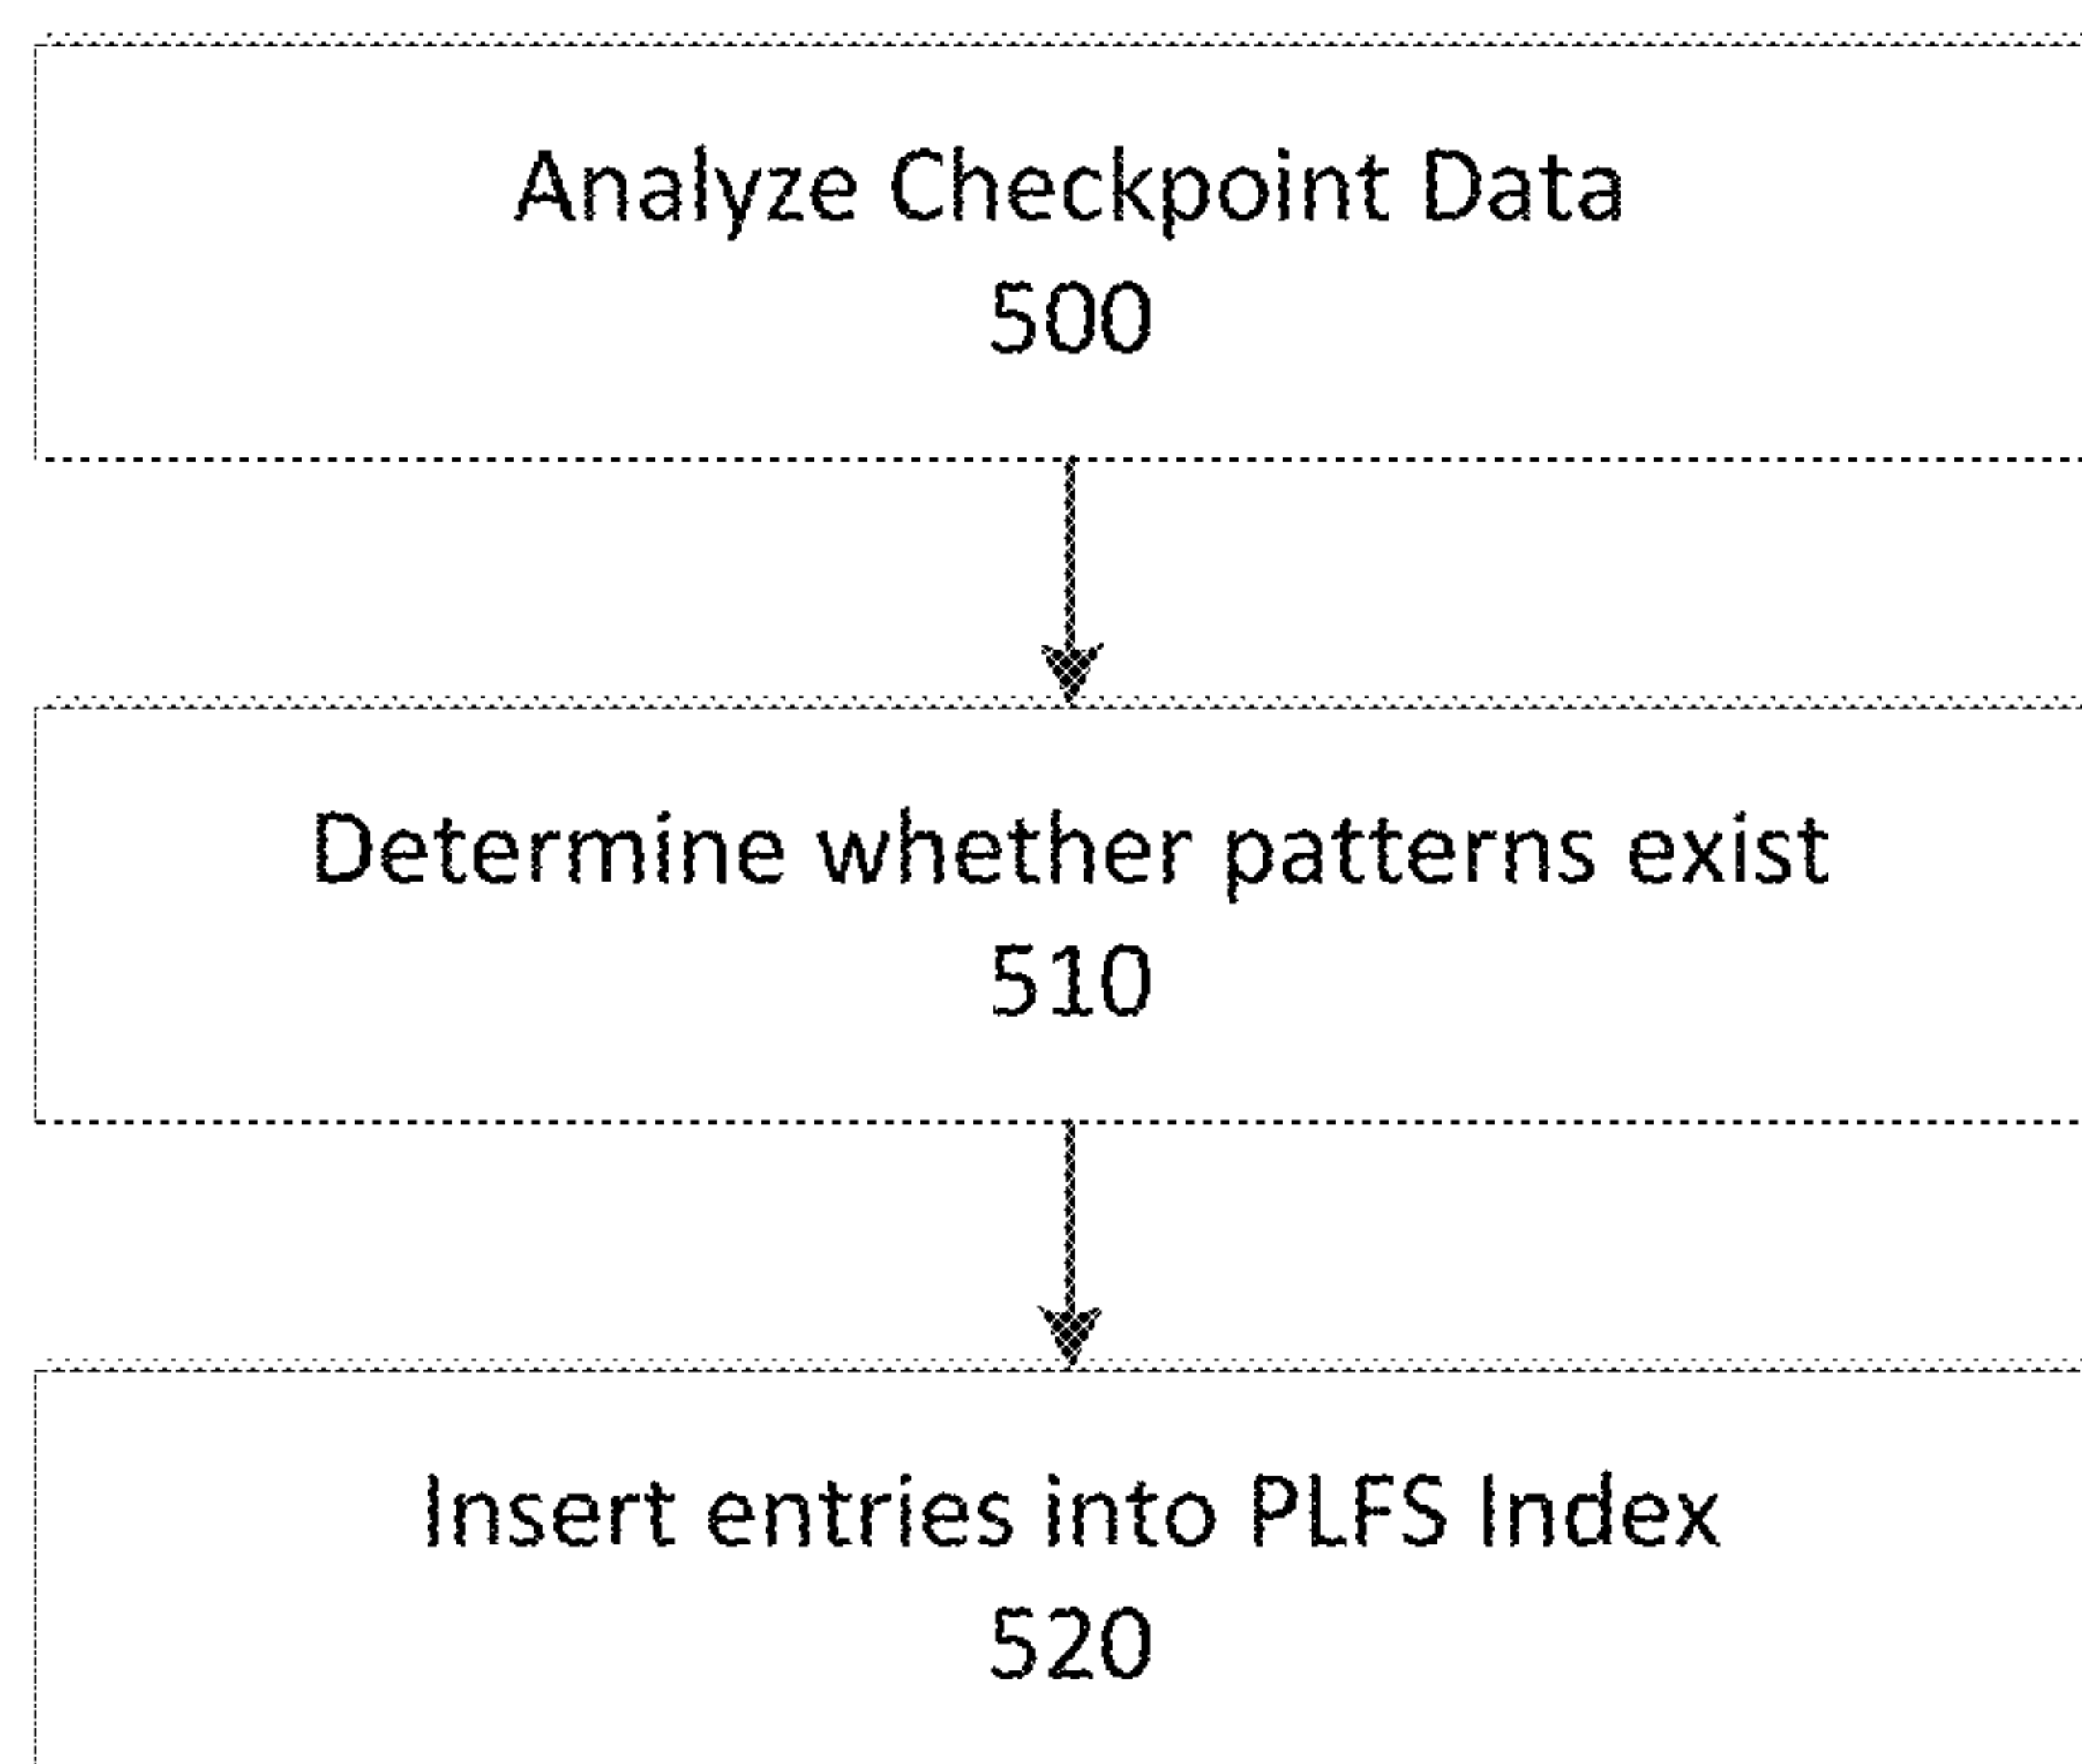 Analyze Checkpoint Data
500
Determine whether patterns exist
510
Insert entries into PLFS Index
520